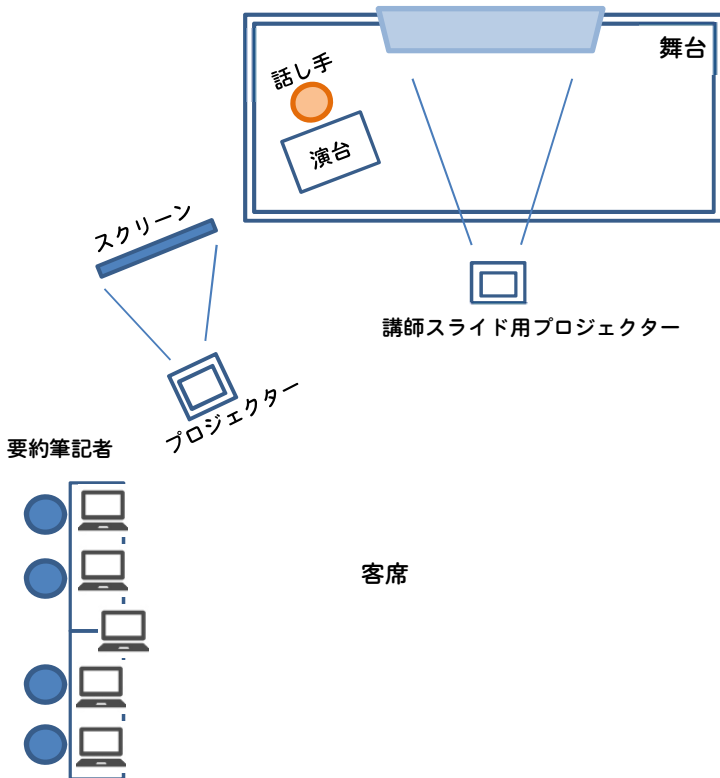 舞台
話し手
演台
スクリーン
講師スライド用プロジェクター
プロジェクター
要約筆記者
客席